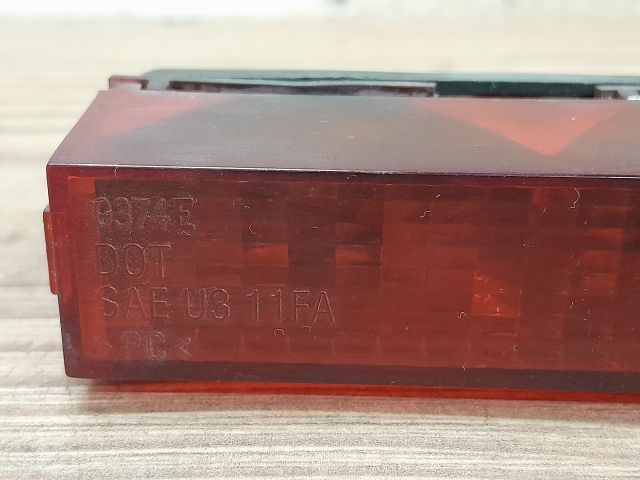 9374E
DOT
SAE U3 11FA
>PC<